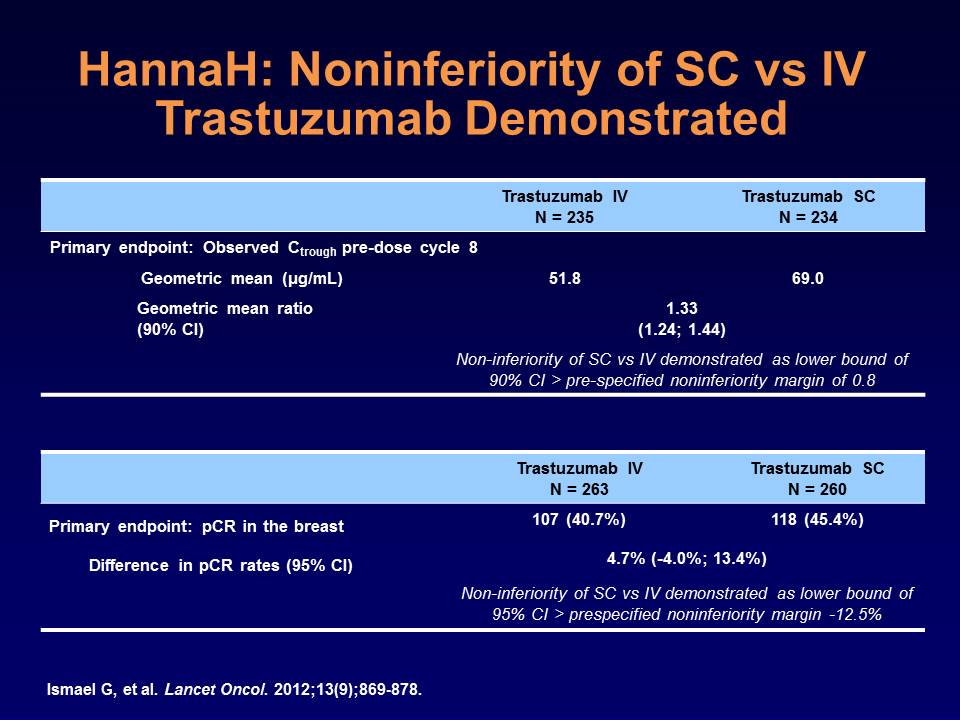 HannaH: Noninferiority of SC vs IV
Trastuzumab Demonstrated
Trastuzumab IV Trastuzumab SC
N = 235 N = 234
Primary endpoint: Observed Ctrough pre-dose cycle 8
Geometric mean (µg/mL) 51.8 69.0
Geometric mean ratio 1.33
(90% CI) (1.24; 1.44)
Non-inferiority of SC vs IV demonstrated as lower bound of
90% CI > pre-specified noninferiority margin of 0.8
Trastuzumab IV Trastuzumab SC
N = 263 N = 260
Primary endpoint: pCR in the breast 107 (40.7%) 118 (45.4%)
Difference in pCR rates (95% CI) 4.7% (-4.0%; 13.4%)
Non-inferiority of SC vs IV demonstrated as lower bound of
95% CI > prespecified noninferiority margin -12.5%
Ismael G, et al. Lancet Oncol. 2012;13(9);869-878.